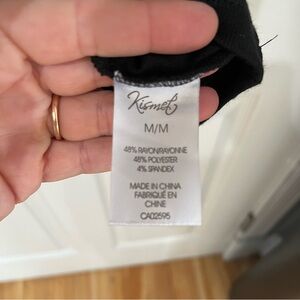 Kismet
M/M
48% RAYON/RAYONNE
48% POLYESTER
4% SPANDEX
MADE IN CHINA
FABRIQUÉ EN
CHINE
CA02595